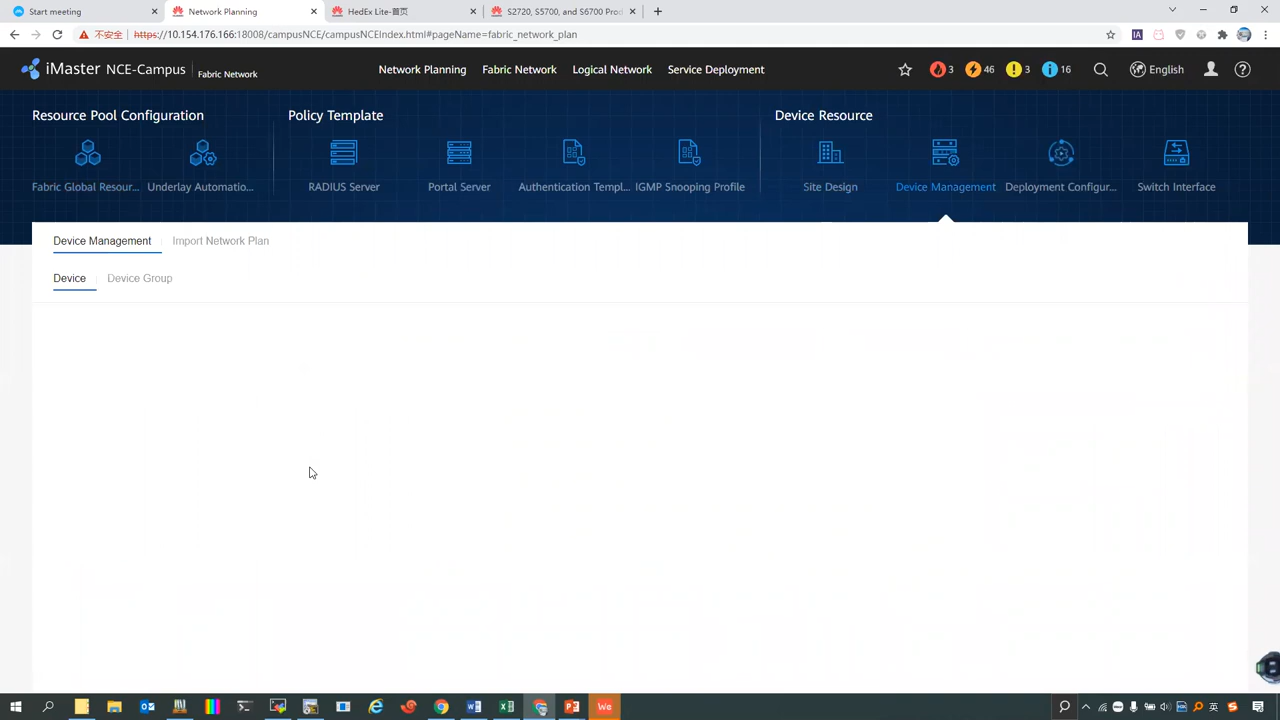 Start meeting
Network Planning
HedEx Lite-首页
S2720, S5700, and S6700 Prod
不安全
https://10.154.176.166:18008/campusNCE/campusNCEIndex.html#pageName=fabric_network_plan
iMaster NCE-Campus
Fabric Network
Network Planning
Fabric Network
Logical Network
Service Deployment
3
46
3
16
English
Resource Pool Configuration
Policy Template
Device Resource
Fabric Global Resour...
Underlay Automatio...
RADIUS Server
Portal Server
Authentication Templ...
IGMP Snooping Profile
Site Design
Device Management
Deployment Configur...
Switch Interface
Device Management
Import Network Plan
Device
Device Group
We
英